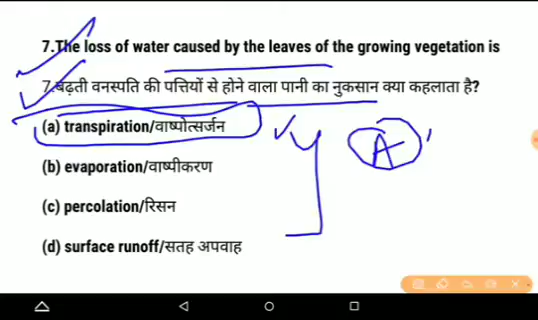 7.The loss of water caused by the leaves of the growing vegetation is
7.बढ़ती वनस्पति की पत्तियों से होने वाला पानी का नुकसान क्या कहलाता है?
(a) transpiration/वाष्पोत्सर्जन
A
(b) evaporation/वाष्पीकरण
(c) percolation/रिसन
(d) surface runoff/सतह अपवाह